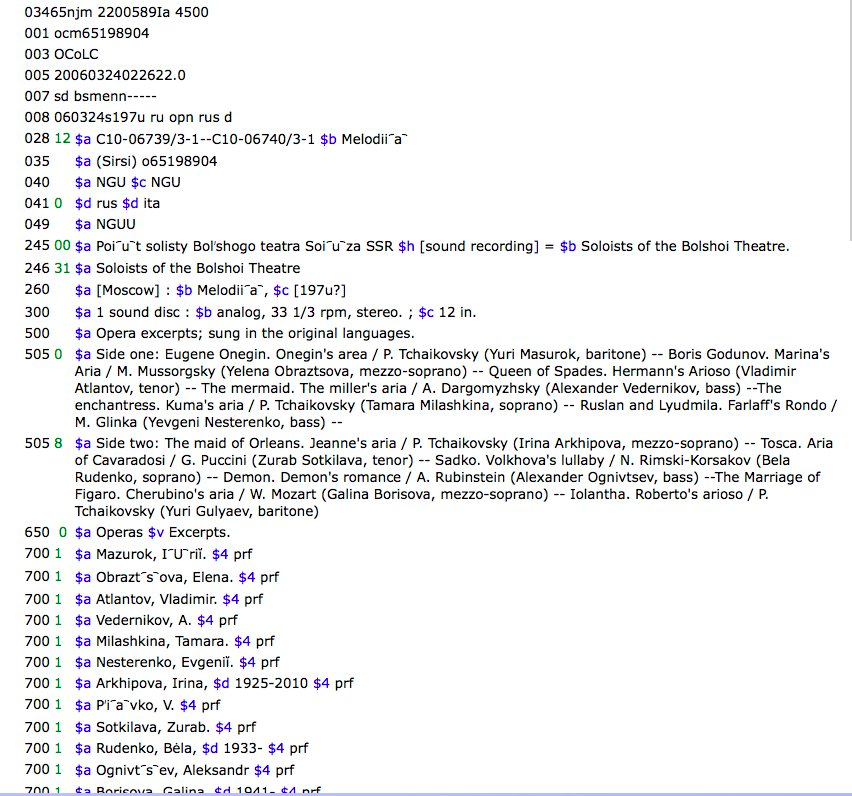 03465njm 2200589Ia 4500
001 ocm65198904
003 OCoLC
005 20060324022622.0
007 sd bsmenn-----
008 060324s197u ru opn rus d
028 12 $a C10-06739/3-1--C10-06740/3-1 $b Melodii͡a
035 $a (Sirsi) o65198904
040 $a NGU $c NGU
041 0 $d rus $d ita
049 $a NGUU
245 00 $a Poi͡ut solisty Bolʹshogo teatra Soi͡uza SSR $h [sound recording] = $b Soloists of the Bolshoi Theatre.
246 31 $a Soloists of the Bolshoi Theatre
260 $a [Moscow] : $b Melodii͡a, $c [197u?]
300 $a 1 sound disc : $b analog, 33 1/3 rpm, stereo. ; $c 12 in.
500 $a Opera excerpts; sung in the original languages.
505 0 $a Side one: Eugene Onegin. Onegin's area / P. Tchaikovsky (Yuri Masurok, baritone) -- Boris Godunov. Marina's
Aria / M. Mussorgsky (Yelena Obraztsova, mezzo-soprano) -- Queen of Spades. Hermann's Arioso (Vladimir
Atlantov, tenor) -- The mermaid. The miller's aria / A. Dargomyzhsky (Alexander Vedernikov, bass) --The
enchantress. Kuma's aria / P. Tchaikovsky (Tamara Milashkina, soprano) -- Ruslan and Lyudmila. Farlaff's Rondo /
M. Glinka (Yevgeni Nesterenko, bass) --
505 8 $a Side two: The maid of Orleans. Jeanne's aria / P. Tchaikovsky (Irina Arkhipova, mezzo-soprano) -- Tosca. Aria
of Cavaradosi / G. Puccini (Zurab Sotkilava, tenor) -- Sadko. Volkhova's lullaby / N. Rimski-Korsakov (Bela
Rudenko, soprano) -- Demon. Demon's romance / A. Rubinstein (Alexander Ognivtsev, bass) --The Marriage of
Figaro. Cherubino's aria / W. Mozart (Galina Borisova, mezzo-soprano) -- Iolantha. Roberto's arioso / P.
Tchaikovsky (Yuri Gulyaev, baritone)
650 0 $a Operas $v Excerpts.
700 1 $a Mazurok, I͡Uriĭ. $4 prf
700 1 $a Obrazt͡sova, Elena. $4 prf
700 1 $a Atlantov, Vladimir. $4 prf
700 1 $a Vedernikov, A. $4 prf
700 1 $a Milashkina, Tamara. $4 prf
700 1 $a Nesterenko, Evgeniĭ. $4 prf
700 1 $a Arkhipova, Irina, $d 1925-2010 $4 prf
700 1 $a Pʹi͡avko, V. $4 prf
700 1 $a Sotkilava, Zurab. $4 prf
700 1 $a Rudenko, Bėla, $d 1933- $4 prf
700 1 $a Ognivt͡sev, Aleksandr $4 prf
700 1 $a Borisova, Galina, $d 1941- $4 prf